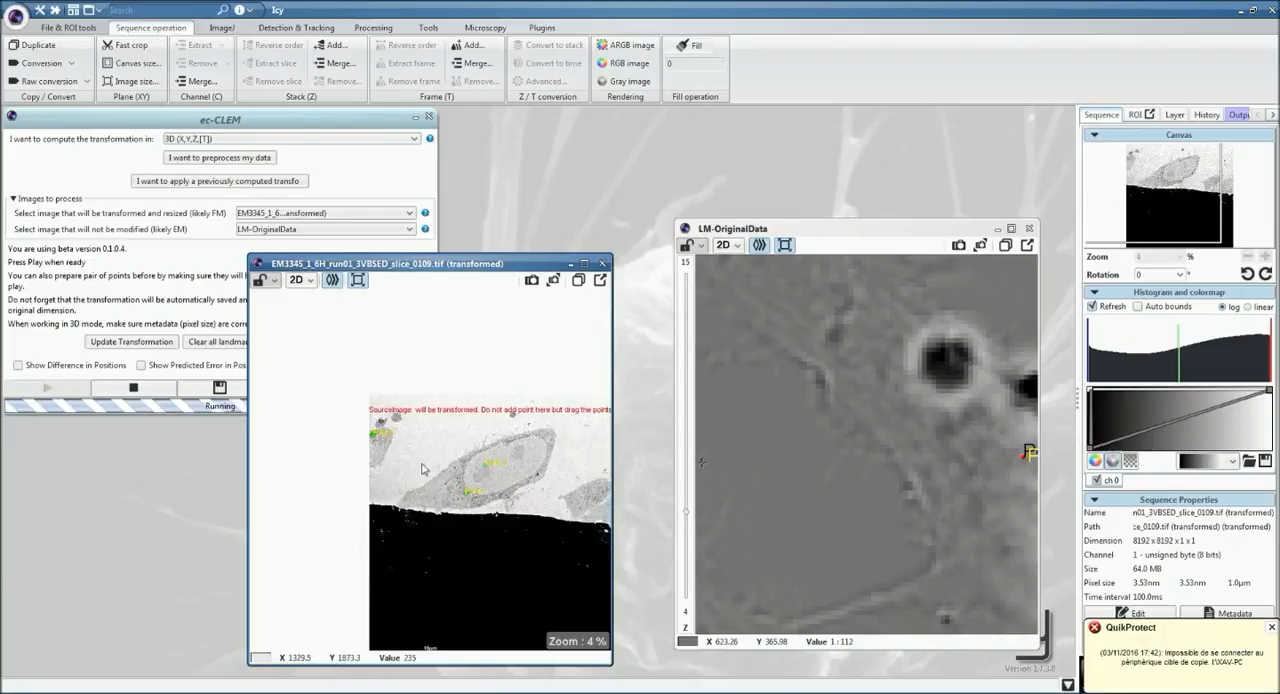 Search
Icy
File & ROI tools
Sequence operation
Image/
Detection & Tracking
Processing
Tools
Microscopy
Plugins
Duplicate
Fast crop
Extract
Reverse order
Add...
Reverse order
Add...
Convert to stack
ARGB image
Fill
Conversion
Canvas size...
Remove
Extract slice
Merge...
Extract frame
Merge...
Convert to time
RGB image
0
Raw conversion
Image size...
Merge...
Remove slice
Remove...
Remove frame
Remove...
Advanced...
Gray image
Copy / Convert
Plane (XY)
Channel (C)
Stack (Z)
Frame (T)
Z / T conversion
Rendering
Fill operation
ec-CLEM
I want to compute the transformation in:
3D (X,Y,Z,[T])
I want to preprocess my data
I want to apply a previously computed transfo
Images to process
Select image that will be transformed and resized (likely FM)
EM3345_1_6...ansformed)
Select image that will not be modified (likely EM)
LM-OriginalData
You are using beta version 0.1.0.4.
Press Play when ready
You can also prepare pair of points before by making sure they will
play.
Do not forget that the transformation will be automatically saved an
original dimension.
When working in 3D mode, make sure metadata (pixel size) are corre
Update Transformation
Clear all landma
Show Difference in Positions
Show Predicted Error in Pos
Running
EM3345_1_6H_run01_3VBSED_slice_0109.tif (transformed)
2D
SourceImage: will be transformed. Do not add point here but drag the points
Zoom : 4 %
X 1329.5
Y 1873.3
Value 235
LM-OriginalData
2D
15
4
Z
X 623.26
Y 365.98
Value 1 : 112
Version 1.7.3.0
Sequence
ROI
Layer
History
Outp
Canvas
Zoom
4
%
Rotation
0
°
Histogram and colormap
Refresh
Auto bounds
log
linear
ch 0
Sequence Properties
Name
n01_3VBSED_slice_0109.tif (transformed)
Path
:e_0109.tif (transformed) (transformed)
Dimension
8192 x 8192 x 1 x 1
Channel
1 - unsigned byte (8 bits)
Size
64.0 MB
Pixel size
3.53nm
3.53nm
1.0µm
Time interval
100.0ms
Edit
Metadata
QuikProtect
(03/11/2016 17:42): Impossible de se connecter au
périphérique cible de copie. I:\XAV-PC